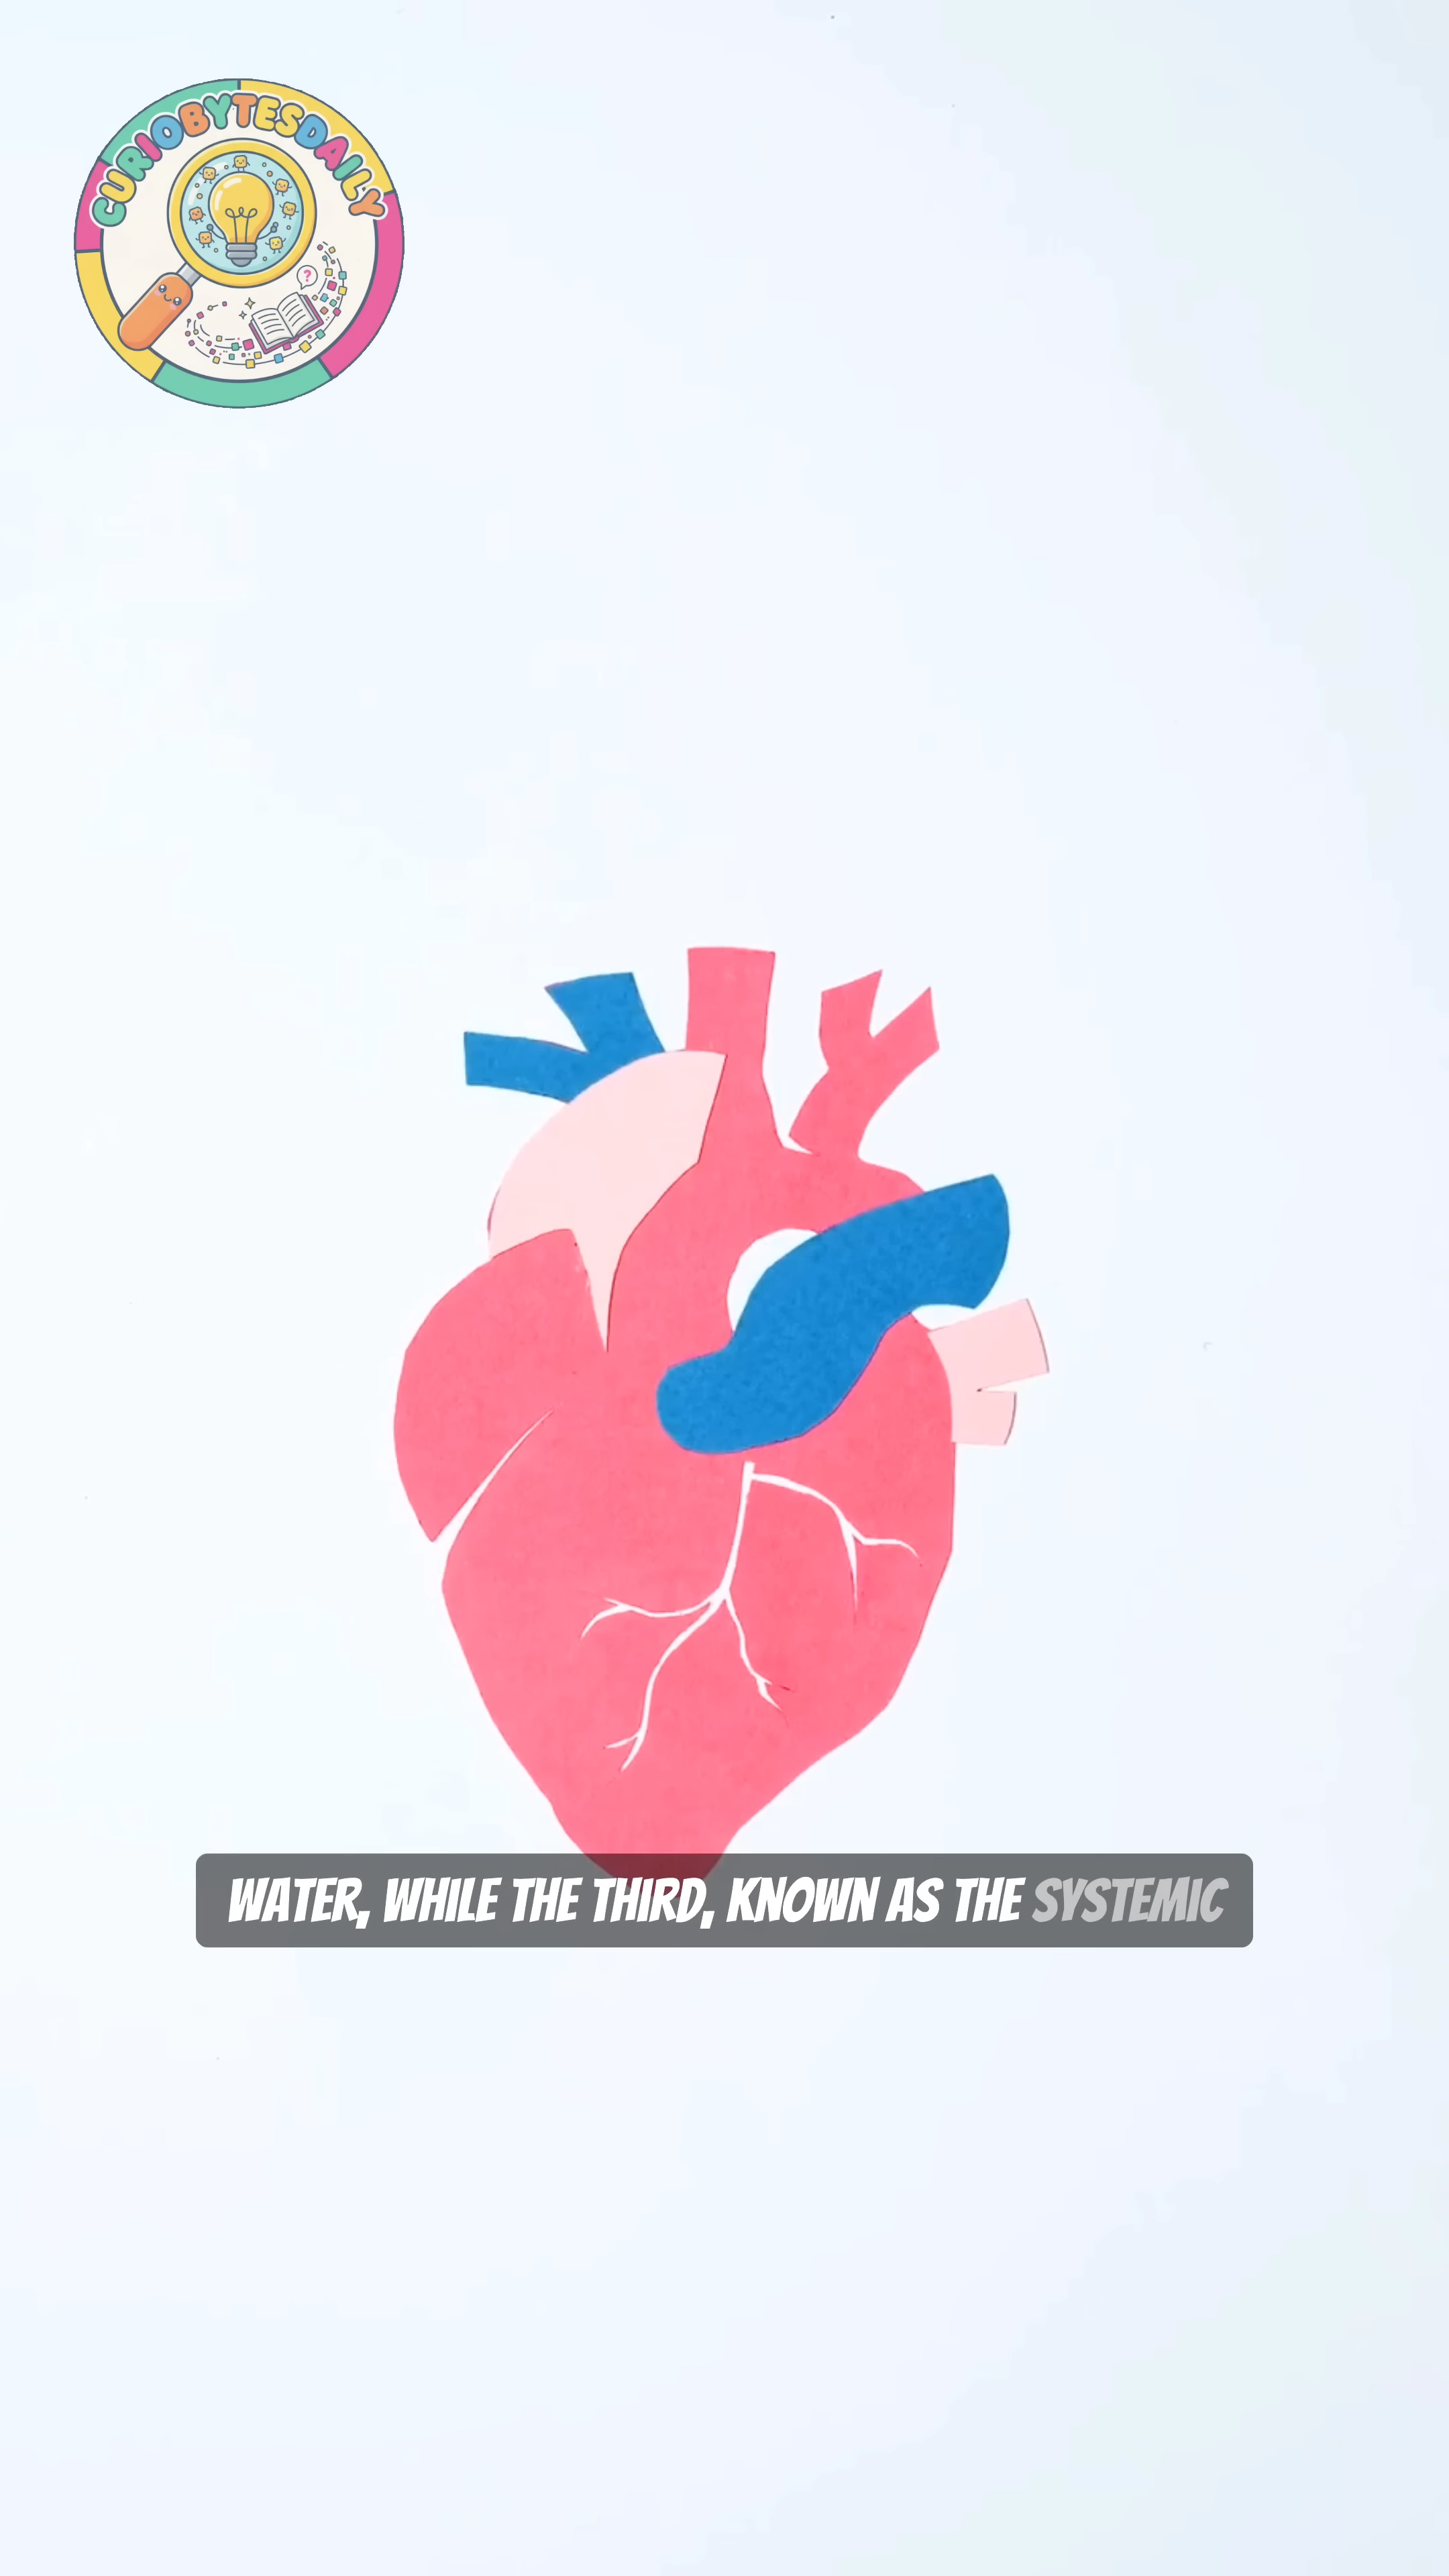 CURIOBYTESDAILY
?
WATER, WHILE THE THIRD, KNOWN AS THE SYSTEMIC